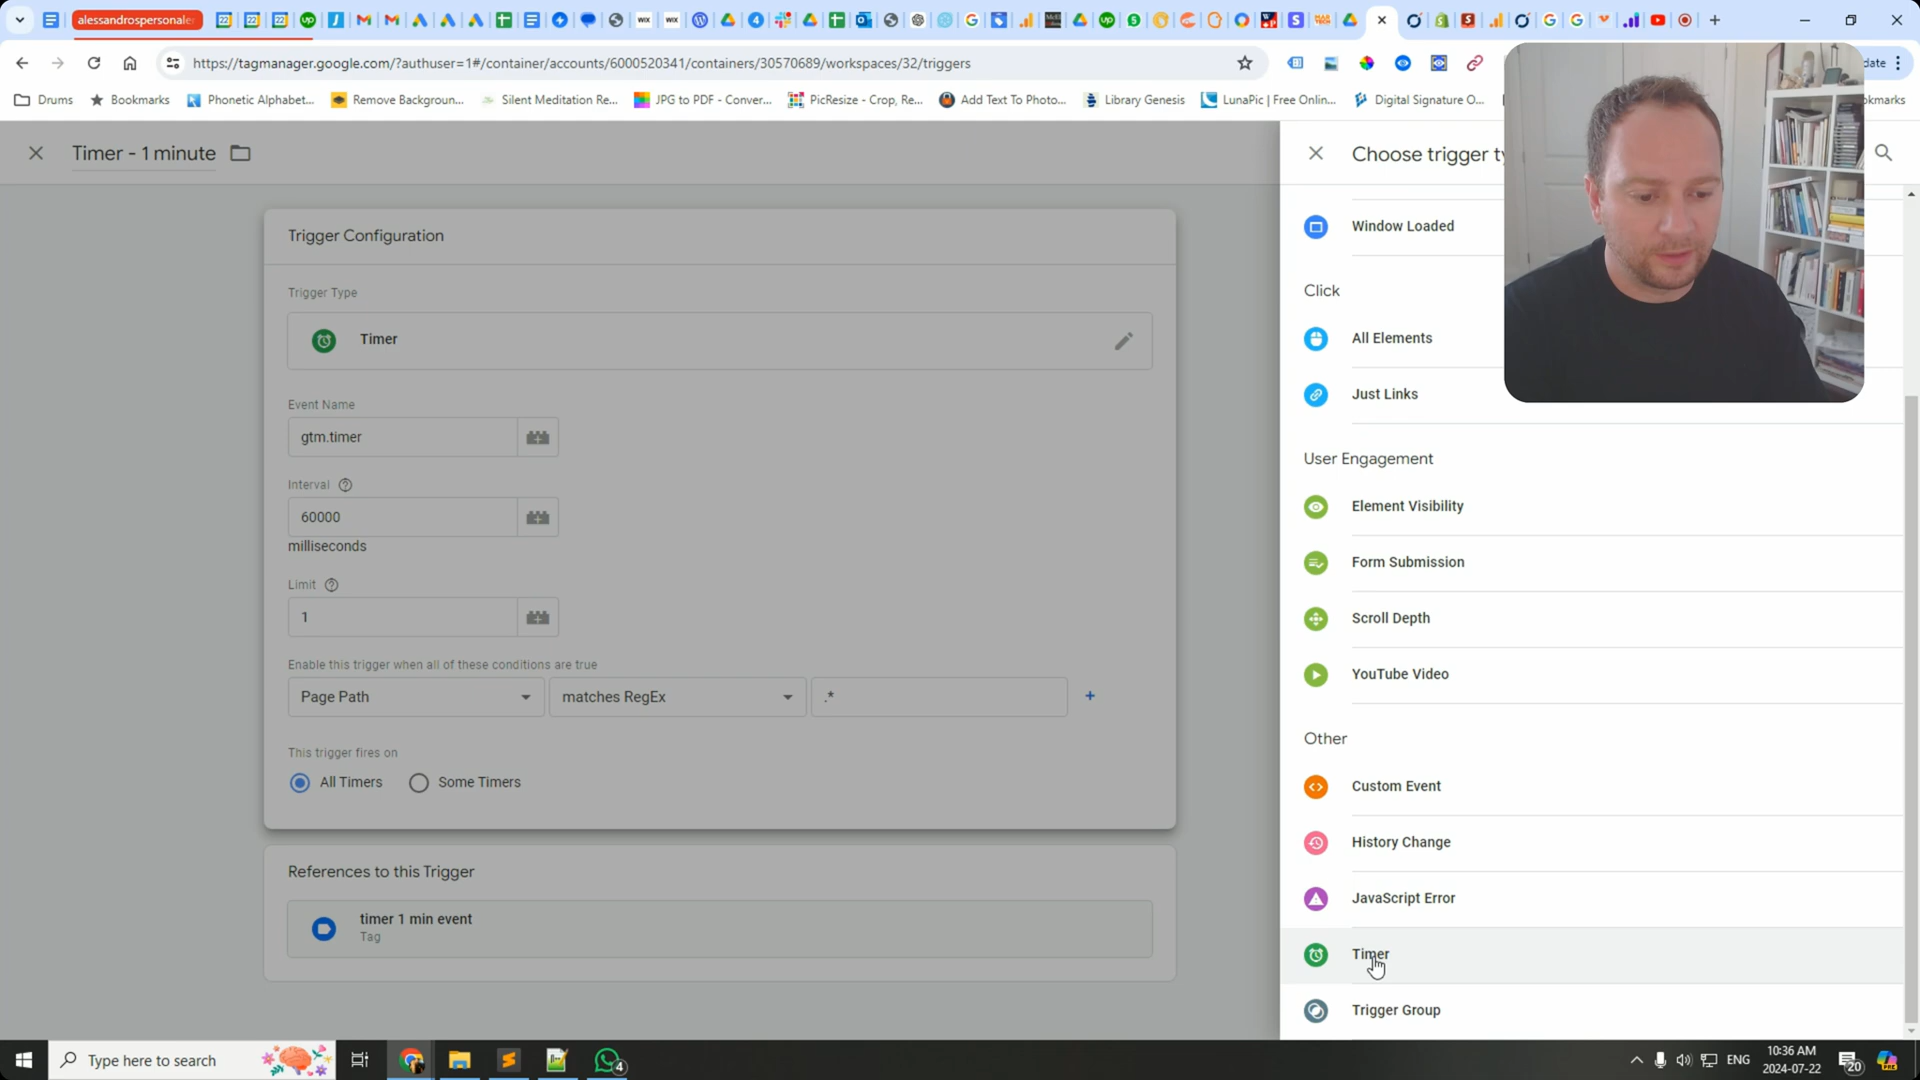 alessandrospersonale
https://tagmanager.google.com/?authuser=1#/container/accounts/6000520341/containers/30570689/workspaces/32/triggers
date
Drums
Bookmarks
Phonetic Alphabet...
Remove Backgroun...
Silent Meditation Re...
JPG to PDF - Conver...
PicResize - Crop, Re...
Add Text To Photo...
Library Genesis
LunaPic | Free Onlin...
Digital Signature O...
okmarks
Timer - 1 minute
Choose trigger ty
Trigger Configuration
Trigger Type
Timer
Event Name
gtm.timer
Interval
60000
milliseconds
Limit
1
Enable this trigger when all of these conditions are true
Page Path
matches RegEx
.*
+
This trigger fires on
All Timers
Some Timers
References to this Trigger
timer 1 min event
Tag
Window Loaded
Click
All Elements
Just Links
User Engagement
Element Visibility
Form Submission
Scroll Depth
YouTube Video
Other
Custom Event
History Change
JavaScript Error
Timer
Trigger Group
Type here to search
4
ENG
10:36 AM
2024-07-22
20